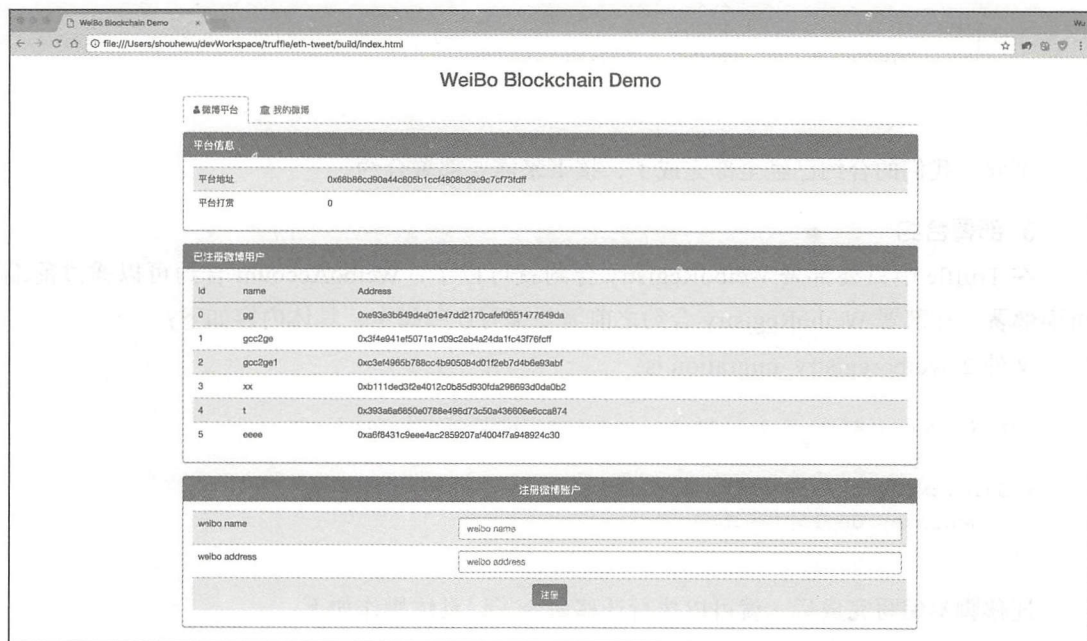 WeiBo Blockchain Demo
Wu
file:///Users/shouhewu/devWorkspace/truffle/eth-tweet/build/index.html
WeiBo Blockchain Demo
微博平台 我的微博
平台信息
平台地址 0x68b86cd90a44c605b1ccf4808b29c9c7cf73fdff
平台打赏 0
已注册微博用户
Id name Address
0 gg 0xe93e3b649d4e01e47dd2170cafef0651477649da
1 gcc2ge 0x3f4e941ef5071a1d09c2eb4a24da1fc43f76fcff
2 gcc2ge1 0xc3ef4965b788cc4b905084d01f2eb7d4b6e93abf
3 xx 0xb111ded3f2e4012c0b85d930fda298693d0da0b2
4 t 0x393a6a6650e0788e496d73c50a436606e6cca874
5 eeee 0xa6f8431c9eee4ac2859207af4004f7a948924c30
注册微博账户
weibo name weibo name
weibo address weibo address
注册